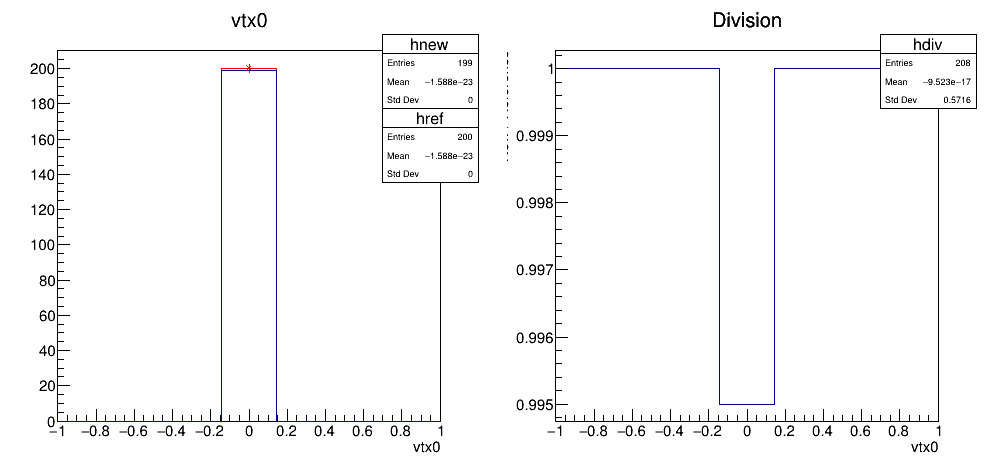 vtx0
hnew
Entries 199
Mean −1.588e−23
Std Dev 0
href
Entries 200
Mean −1.588e−23
Std Dev 0
200
180
160
140
120
100
80
60
40
20
0
−1 −0.8 −0.6 −0.4 −0.2 0 0.2 0.4 0.6 0.8 1
vtx0
Division
hdiv
Entries 208
Mean −9.523e−17
Std Dev 0.5716
1
0.999
0.998
0.997
0.996
0.995
−1 −0.8 −0.6 −0.4 −0.2 0 0.2 0.4 0.6 0.8 1
vtx0